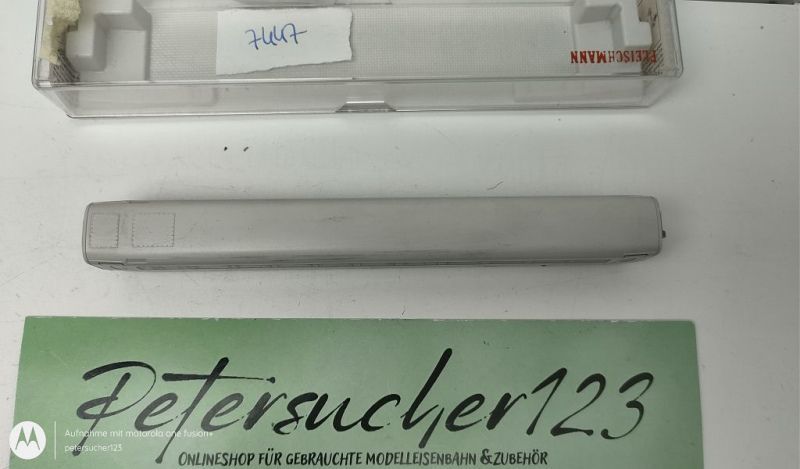 7447
FLEISCHMANN
Petersucher123
ONLINESHOP FÜR GEBRAUCHTE MODELLEISENBAHN & ZUBEHÖR
Aufnahme mit motorola one fusion+
petersucher123